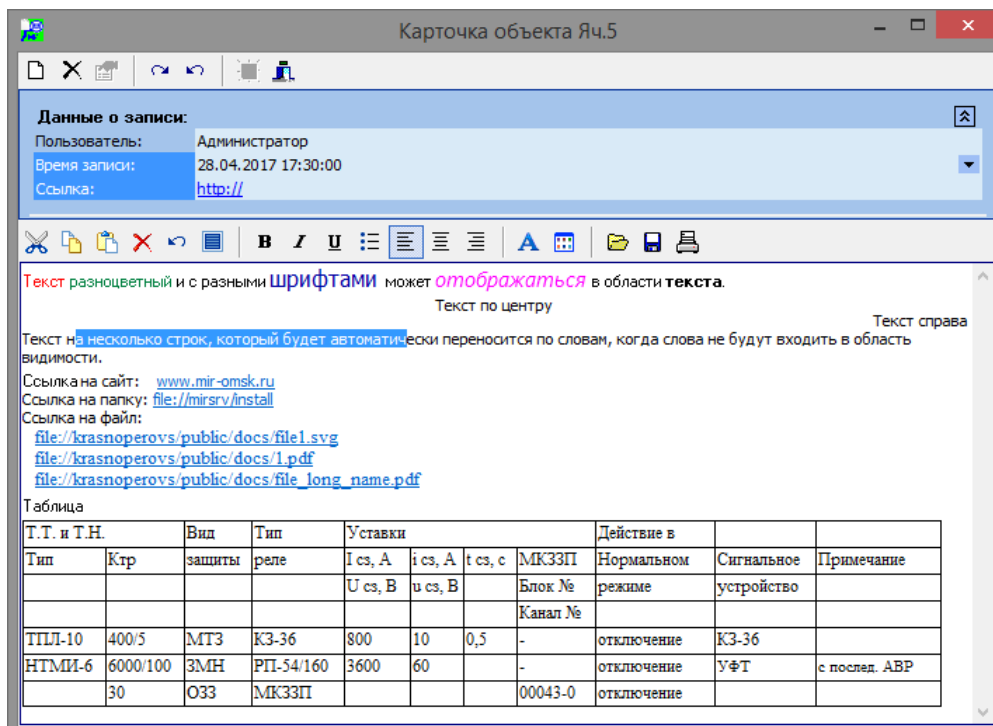 Карточка объекта Яч.5
Данные о записи:
Пользователь: Администратор
Время записи: 28.04.2017 17:30:00
Ссылка: http://
B I U A
Текст разноцветный и с разными шрифтами может отображаться в области текста.
Текст по центру
Текст справа
Текст на несколько строк, который будет автоматически переносится по словам, когда слова не будут входить в область
видимости.
Ссылка на сайт: www.mir-omsk.ru
Ссылка на папку: file://mirsrv/install
Ссылка на файл:
file://krasnoperovs/public/docs/file1.svg
file://krasnoperovs/public/docs/1.pdf
file://krasnoperovs/public/docs/file_long_name.pdf
Таблица
Т.Т. и Т.Н. Вид Тип Уставки Действие в
Тип Ктр защиты реле I cз, А i cз, А t cз, с МКЗЗП Нормальном Сигнальное Примечание
U cз, В u cз, В Блок № режиме устройство
Канал №
ТПЛ-10 400/5 МТЗ КЗ-36 800 10 0,5 - отключение КЗ-36
НТМИ-6 6000/100 ЗМН РП-54/160 3600 60 - отключение УФТ с послед. АВР
30 ОЗЗ МКЗЗП 00043-0 отключение